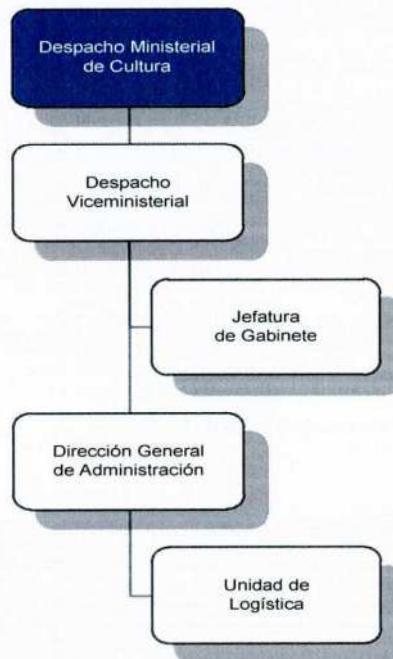 Despacho Ministerial
de Cultura
Despacho
Viceministerial
Jefatura
de Gabinete
Dirección General
de Administración
Unidad de
Logística